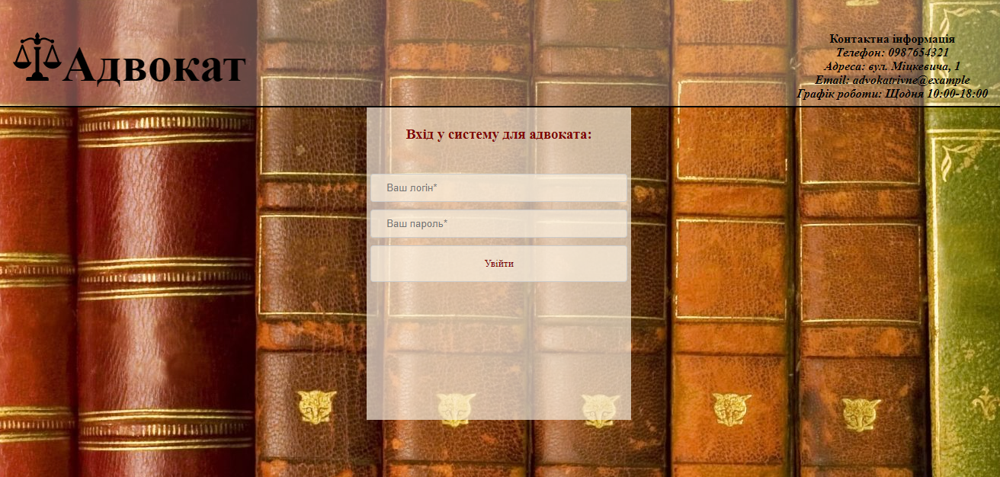 Адвокат
Контактна інформація
Телефон: 0987654321
Адреса: вул. Міцкевича, 1
Email: advokatrivne@example
Графік роботи: Щодня 10:00-18:00
Вхід у систему для адвоката:
Ваш логін*
Ваш пароль*
Увійти